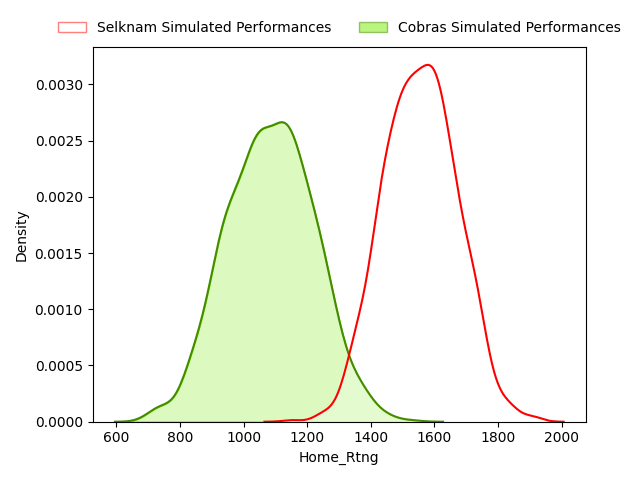 Selknam Simulated Performances Cobras Simulated Performances
0.0030
0.0025
0.0020
0.0015
0.0010
0.0005
0.0000
Density
600 800 1000 1200 1400 1600 1800 2000
Home_Rtng